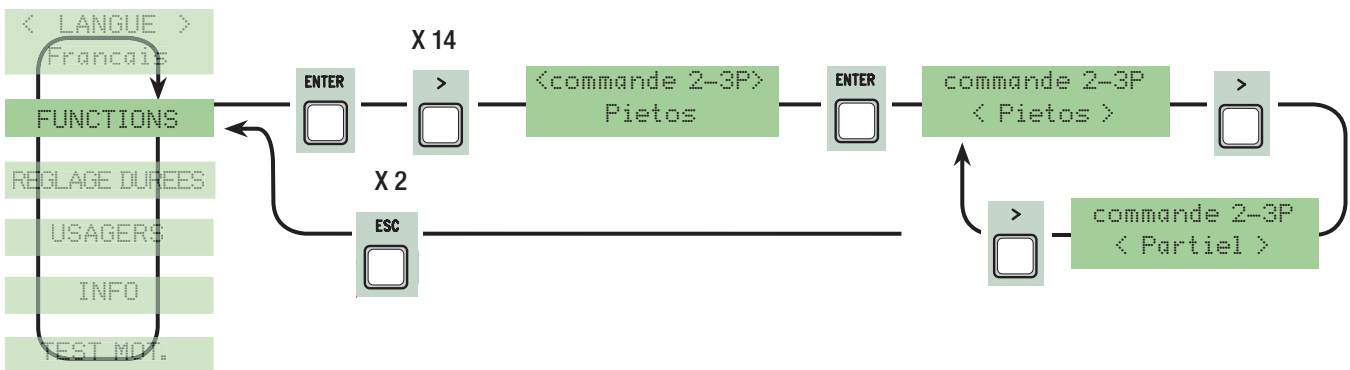 < LANGUE >
Francais
FUNCTIONS
REGLAGE DUREES
USAGERS
INFO
TEST MOT.
ENTER
X 14
>
<commande 2-3P>
Pietos
ENTER
commande 2-3P
< Pietos >
>
X 2
ESC
>
commande 2-3P
< Partiel >